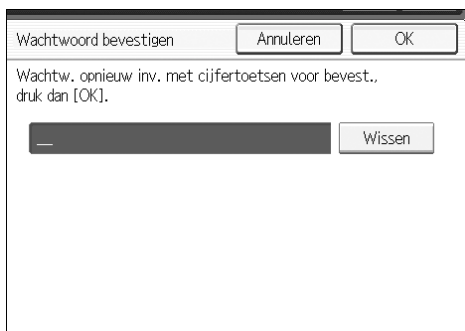 Wachtwoord bevestigen Annuleren OK
Wachtw. opnieuw inv. met cijfertoetsen voor bevest.,
druk dan [OK].
Wissen